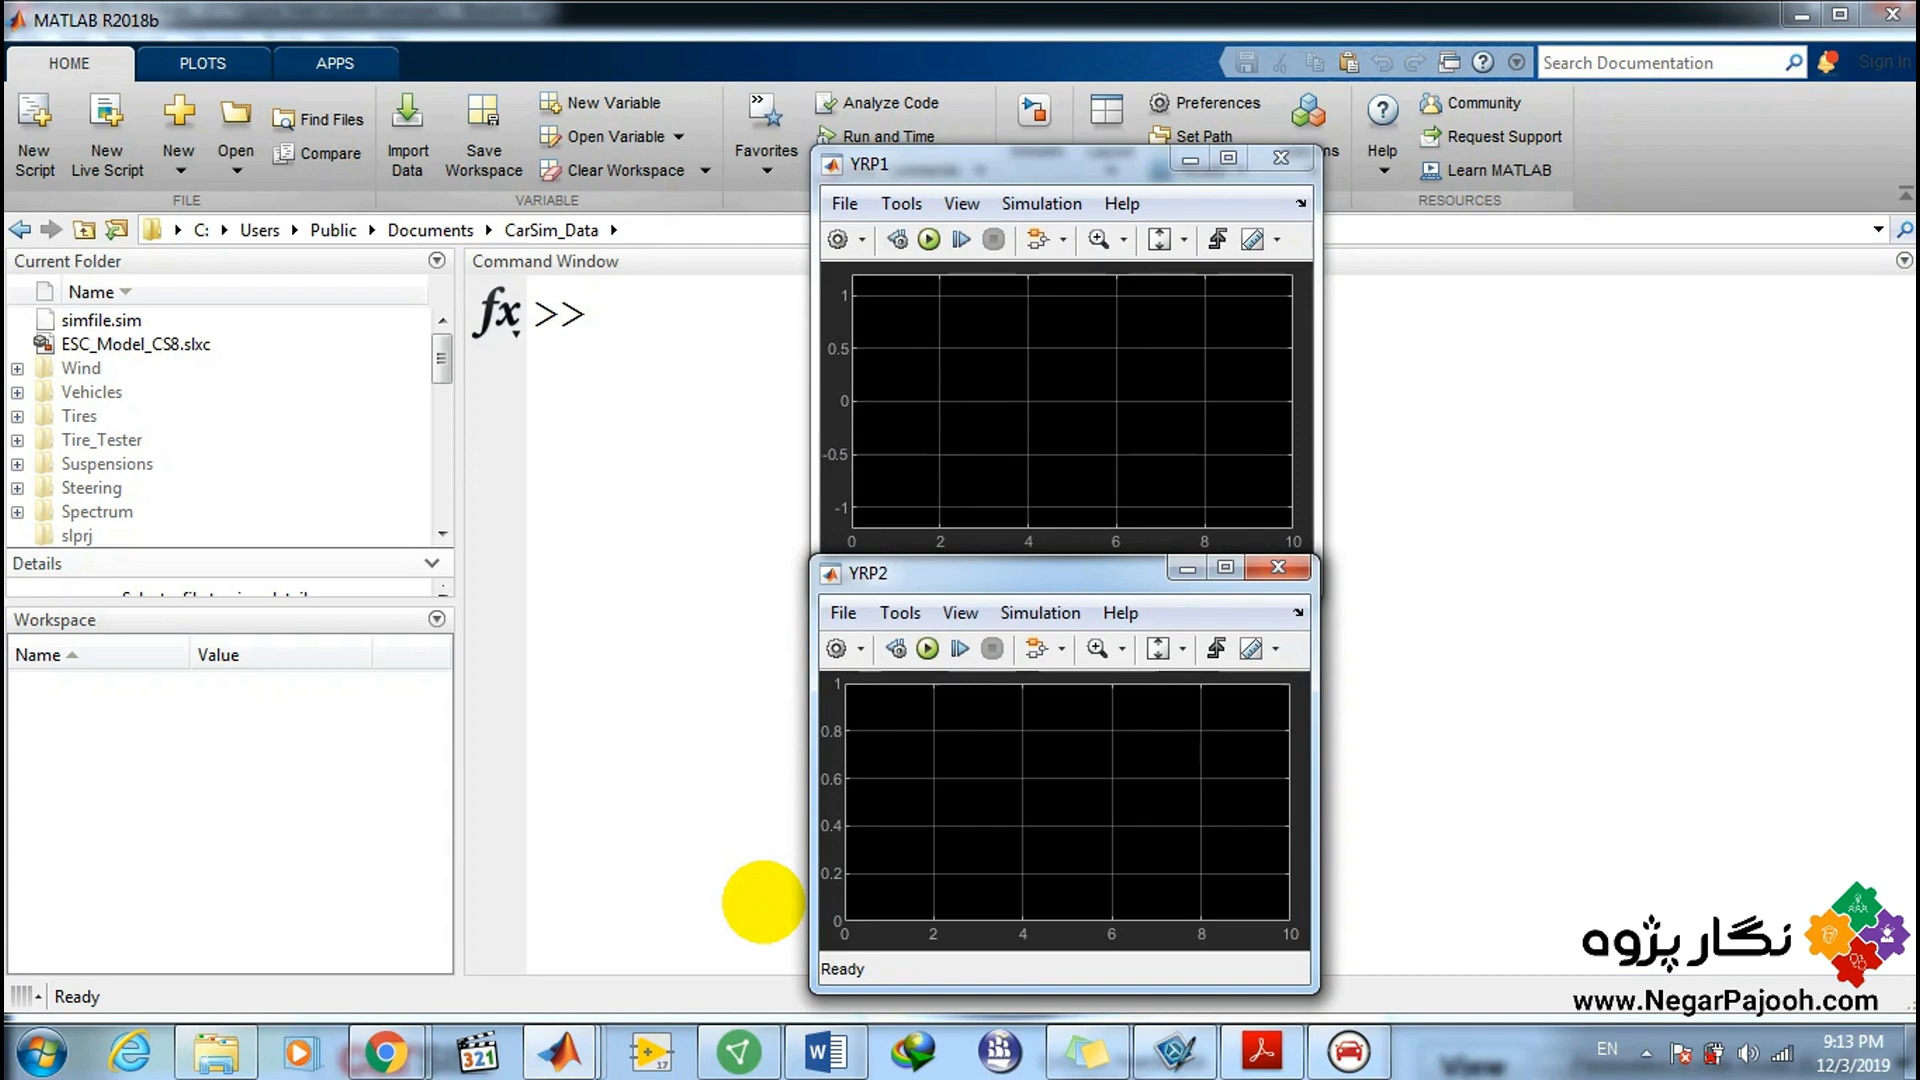 MATLAB R2018b
HOME
PLOTS
APPS
Search Documentation
Sign In
New Script
New Live Script
New
Open
Find Files
Compare
FILE
Import Data
Save Workspace
New Variable
Open Variable
Clear Workspace
VARIABLE
Favorites
Analyze Code
Run and Time
Preferences
Set Path
Help
Community
Request Support
Learn MATLAB
RESOURCES
C: Users Public Documents CarSim_Data
Current Folder
Name
simfile.sim
ESC_Model_CS8.slxc
Wind
Vehicles
Tires
Tire_Tester
Suspensions
Steering
Spectrum
slprj
Details
Workspace
Name
Value
Ready
Command Window
fx >>
YRP1
File Tools View Simulation Help
1
0.5
0
-0.5
-1
0 2 4 6 8 10
YRP2
File Tools View Simulation Help
1
0.8
0.6
0.4
0.2
0
0 2 4 6 8 10
Ready
نگار پژوه
www.NegarPajooh.com
321
17
EN
9:13 PM
12/3/2019